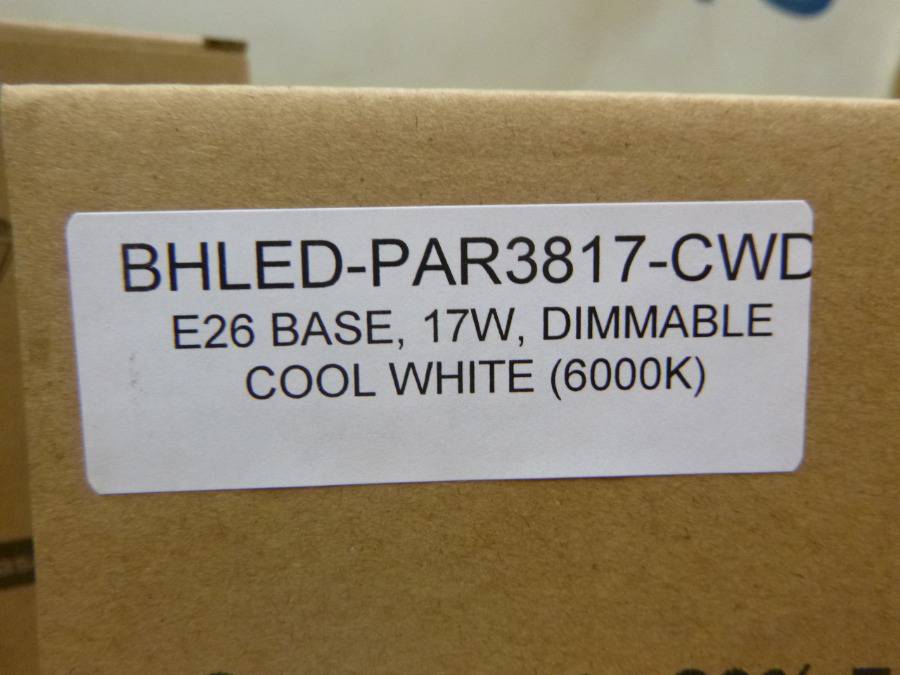 BHLED-PAR3817-CWD
E26 BASE, 17W, DIMMABLE
COOL WHITE (6000K)